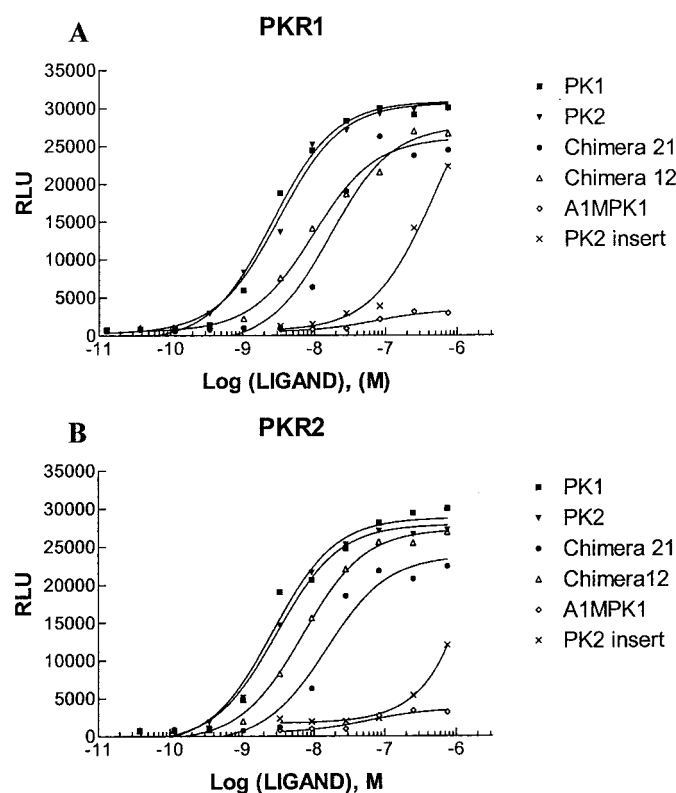 A
PKR1
35000
30000
25000
20000
15000
10000
5000
0
RLU
-11
-10
-9
-8
-7
-6
Log (LIGAND), (M)
PK1
PK2
Chimera 21
Chimera 12
A1MPK1
PK2 insert
B
PKR2
35000
30000
25000
20000
15000
10000
5000
0
RLU
-11
-10
-9
-8
-7
-6
Log (LIGAND), M
PK1
PK2
Chimera 21
Chimera12
A1MPK1
PK2 insert